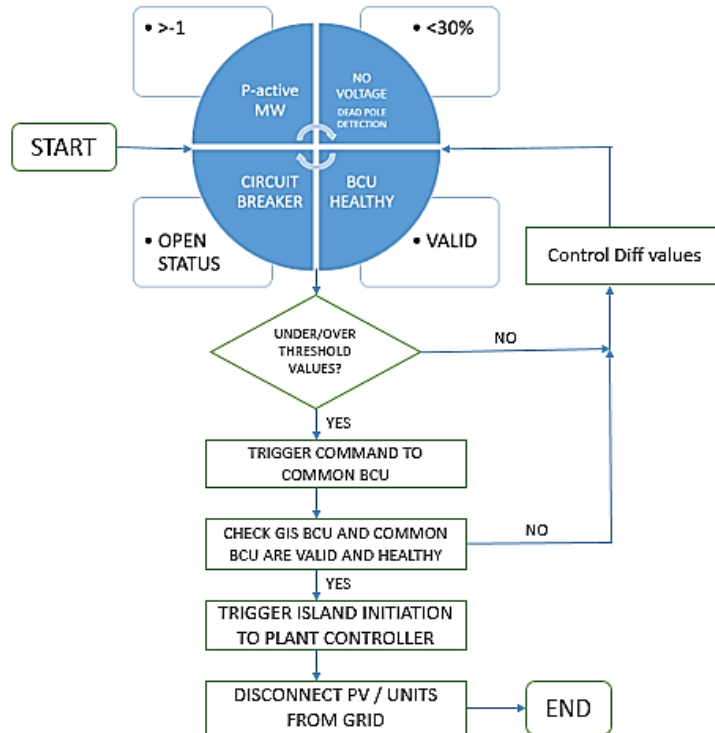 • >-1
• <30%
P-active
MW
NO
VOLTAGE
DEAD POLE
DETECTION
START
CIRCUIT
BREAKER
BCU
HEALTHY
• OPEN
STATUS
• VALID
Control Diff values
UNDER/OVER
THRESHOLD
VALUES?
NO
YES
TRIGGER COMMAND TO
COMMON BCU
CHECK GIS BCU AND COMMON
BCU ARE VALID AND HEALTHY
NO
YES
TRIGGER ISLAND INITIATION
TO PLANT CONTROLLER
DISCONNECT PV / UNITS
FROM GRID
END